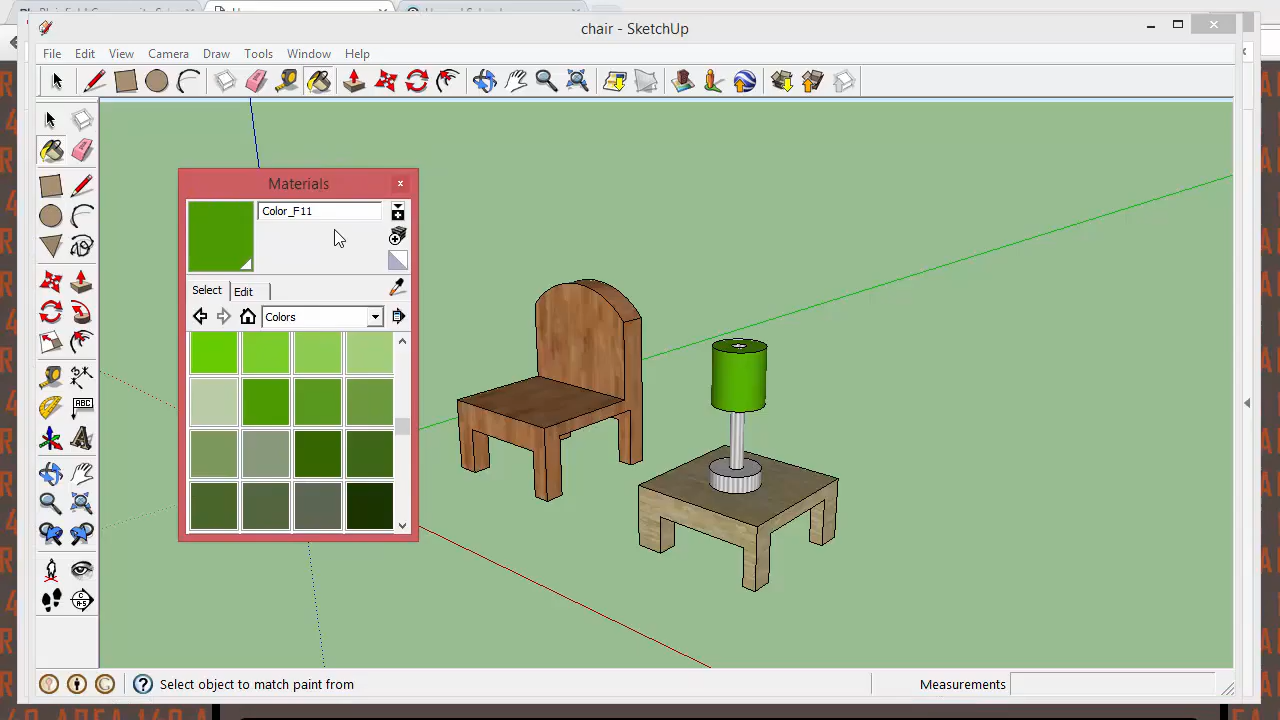 chair - SketchUp
File Edit View Camera Draw Tools Window Help
Materials
Color_F11
Select Edit
Colors
ABC
Select object to match paint from
Measurements